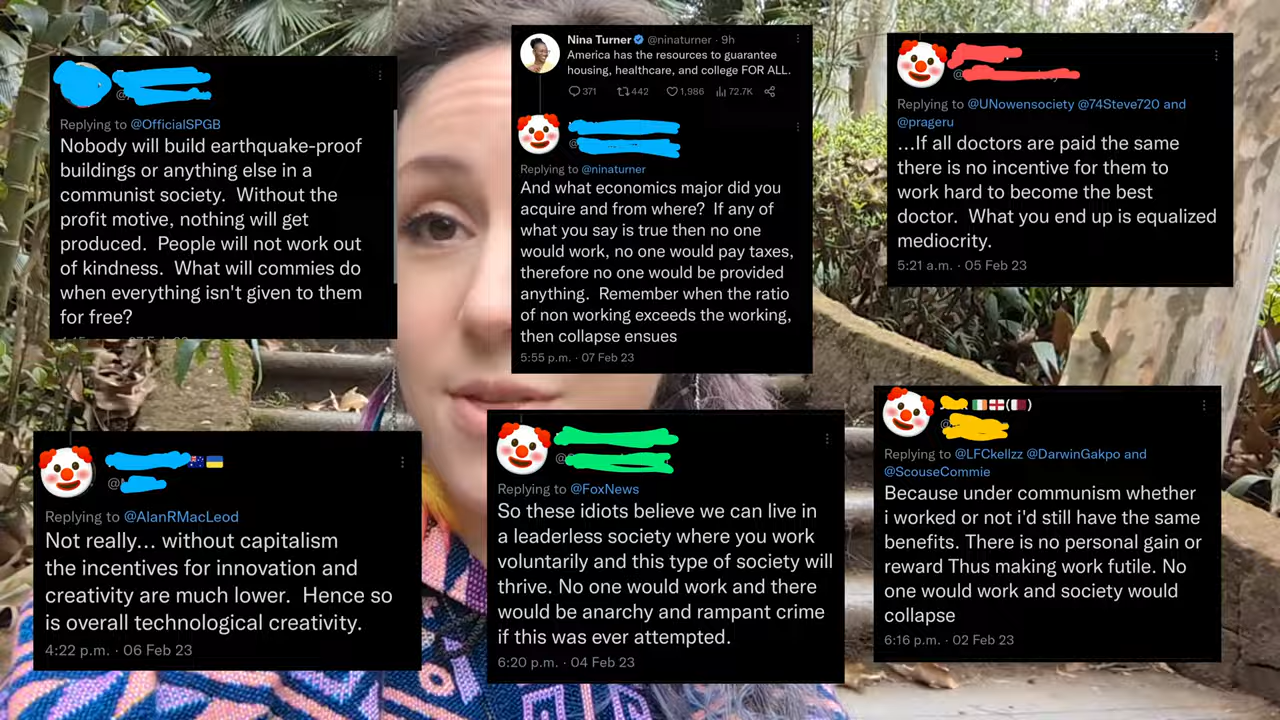 Replying to @OfficialSPGB
Nobody will build earthquake-proof
buildings or anything else in a
communist society.  Without the
profit motive, nothing will get
produced.  People will not work out
of kindness.  What will commies do
when everything isn't given to them
for free?
Nina Turner @ninaturner · 9h
America has the resources to guarantee
housing, healthcare, and college FOR ALL.
371 442 1,986 72.7K
Replying to @ninaturner
And what economics major did you
acquire and from where?  If any of
what you say is true then no one
would work, no one would pay taxes,
therefore no one would be provided
anything.  Remember when the ratio
of non working exceeds the working,
then collapse ensues
5:55 p.m. · 07 Feb 23
@
Replying to @UNowensociety @74Steve720 and
@prageru
...If all doctors are paid the same
there is no incentive for them to
work hard to become the best
doctor.  What you end up is equalized
mediocrity.
5:21 a.m. · 05 Feb 23
@
Replying to @AlanRMacLeod
Not really... without capitalism
the incentives for innovation and
creativity are much lower.  Hence so
is overall technological creativity.
4:22 p.m. · 06 Feb 23
@
Replying to @FoxNews
So these idiots believe we can live in
a leaderless society where you work
voluntarily and this type of society will
thrive. No one would work and there
would be anarchy and rampant crime
if this was ever attempted.
6:20 p.m. · 04 Feb 23
@
Replying to @LFCkellzz @DarwinGakpo and
@ScouseCommie
Because under communism whether
i worked or not i'd still have the same
benefits. There is no personal gain or
reward Thus making work futile. No
one would work and society would
collapse
6:16 p.m. · 02 Feb 23